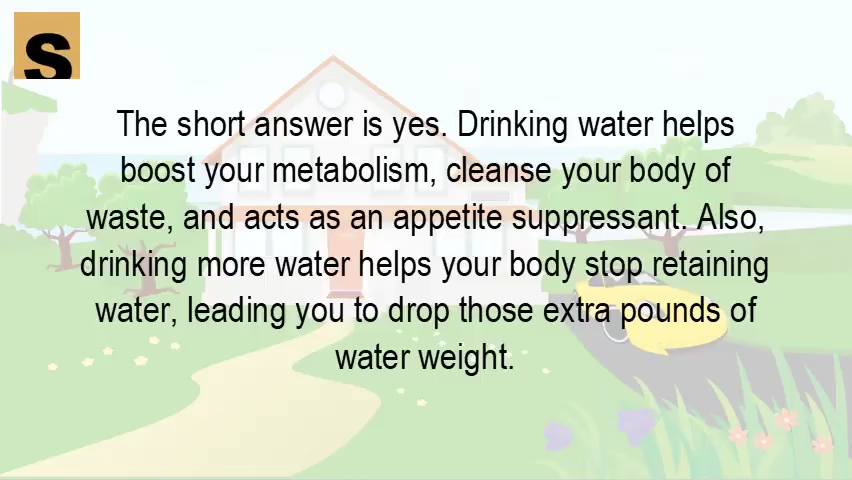 S
The short answer is yes. Drinking water helps
boost your metabolism, cleanse your body of
waste, and acts as an appetite suppressant. Also,
drinking more water helps your body stop retaining
water, leading you to drop those extra pounds of
water weight.